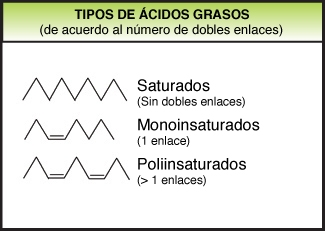 TIPOS DE ÁCIDOS GRASOS
(de acuerdo al número de dobles enlaces)
Saturados
(Sin dobles enlaces)
Monoinsaturados
(1 enlace)
Poliinsaturados
(> 1 enlaces)